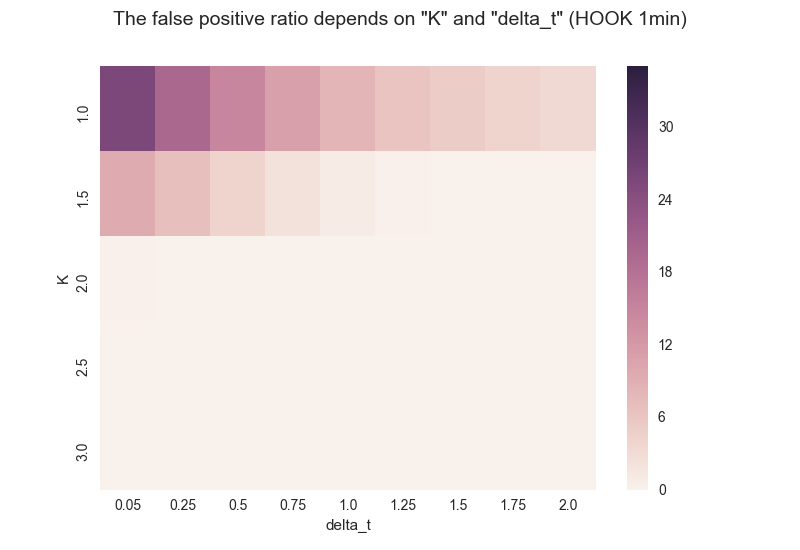 The false positive ratio depends on "K" and "delta_t" (HOOK 1min)
1.0
1.5
2.0
2.5
3.0
K
0.05 0.25 0.5 0.75 1.0 1.25 1.5 1.75 2.0
delta_t
30
24
18
12
6
0